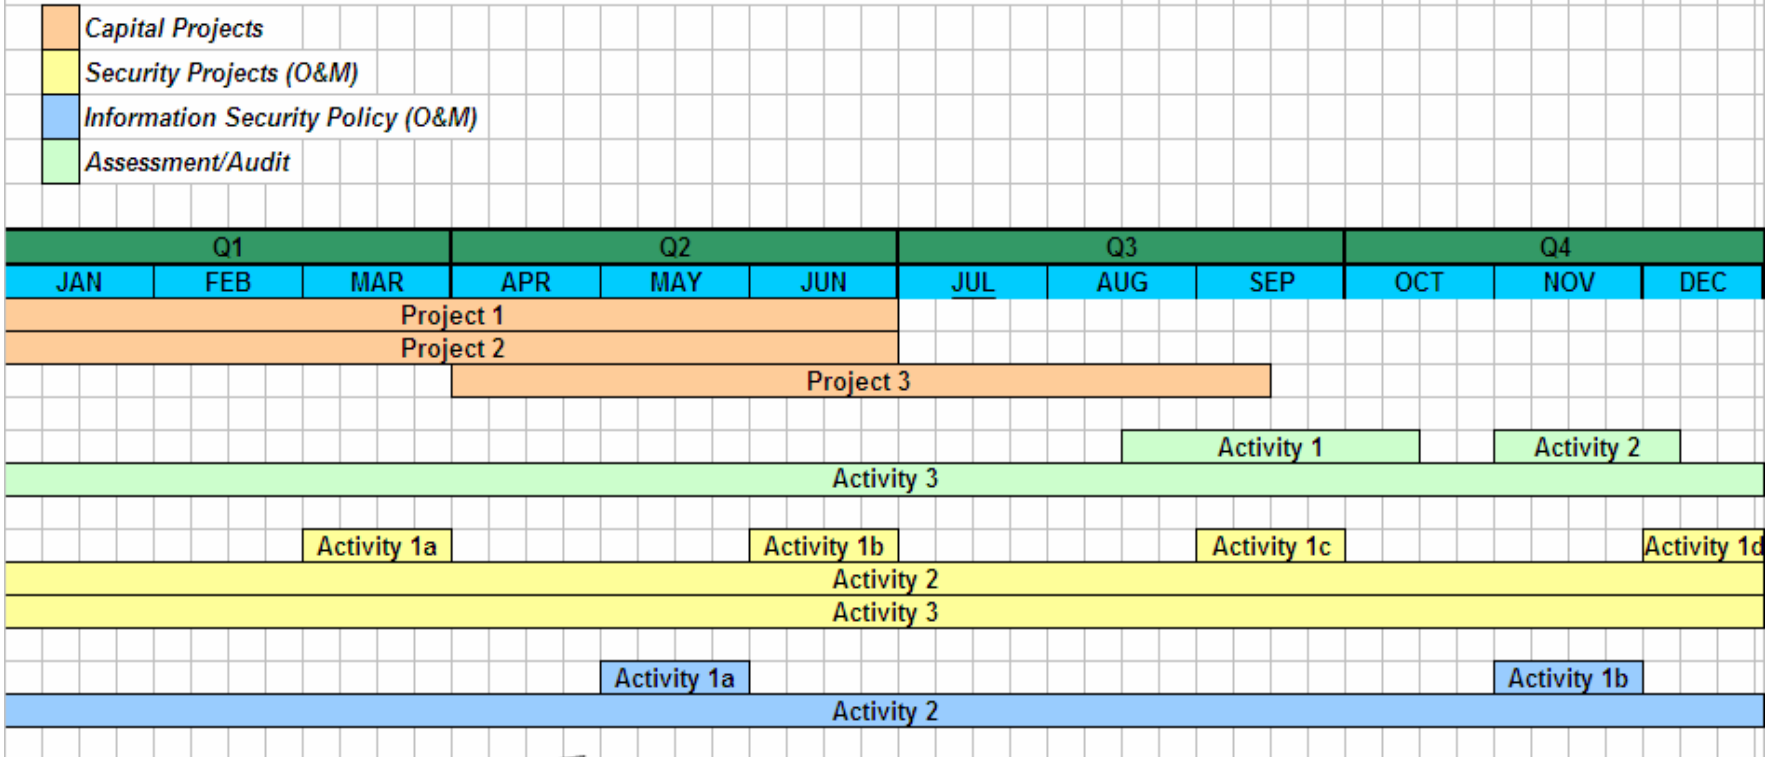 Capital Projects
Security Projects (O&M)
Information Security Policy (O&M)
Assessment/Audit
Q1 Q2 Q3 Q4
JAN FEB MAR APR MAY JUN JUL AUG SEP OCT NOV DEC
Project 1
Project 2
Project 3
Activity 1 Activity 2
Activity 3
Activity 1a Activity 1b Activity 1c Activity 1d
Activity 2
Activity 3
Activity 1a Activity 1b
Activity 2